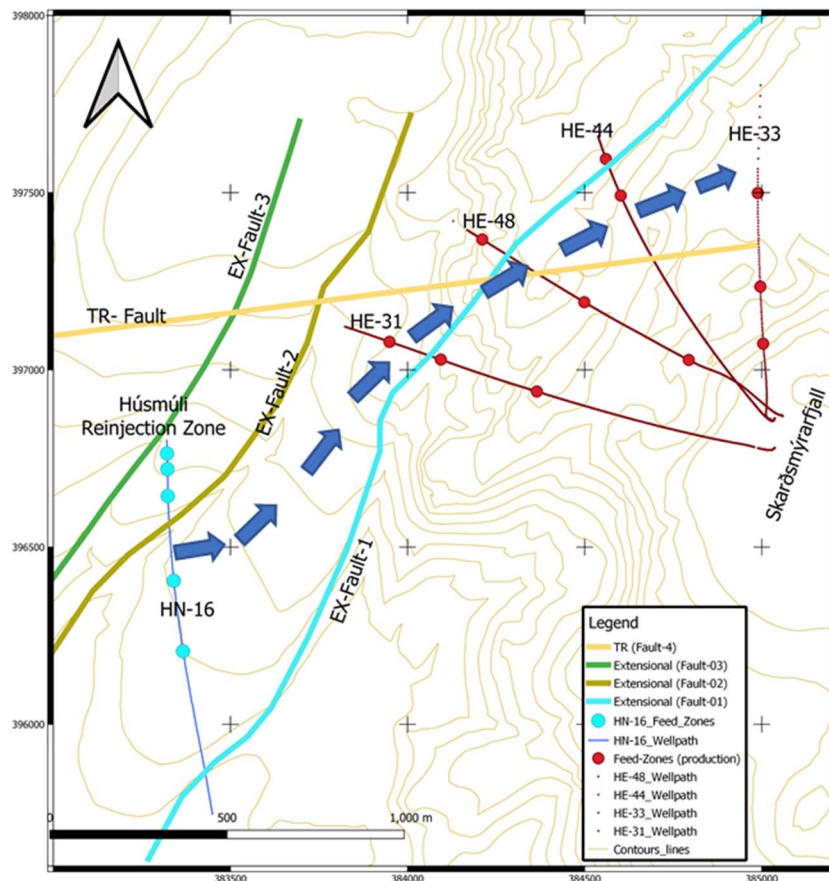 398000
397500
397000
396500
396000
383500
384000
384500
385000
HE-44
HE-33
HE-48
HE-31
EX-Fault-3
TR- Fault
EX-Fault-2
Húsmúli
Reinjection Zone
HN-16
EX-Fault-1
Skarðsmýrarfjall
0
500
1,000 m
Legend
TR (Fault-4)
Extensional (Fault-03)
Extensional (Fault-02)
Extensional (Fault-01)
HN-16_Feed_Zones
HN-16_Wellpath
Feed-Zones (production)
HE-48_Wellpath
HE-44_Wellpath
HE-33_Wellpath
HE-31_Wellpath
Contours_lines